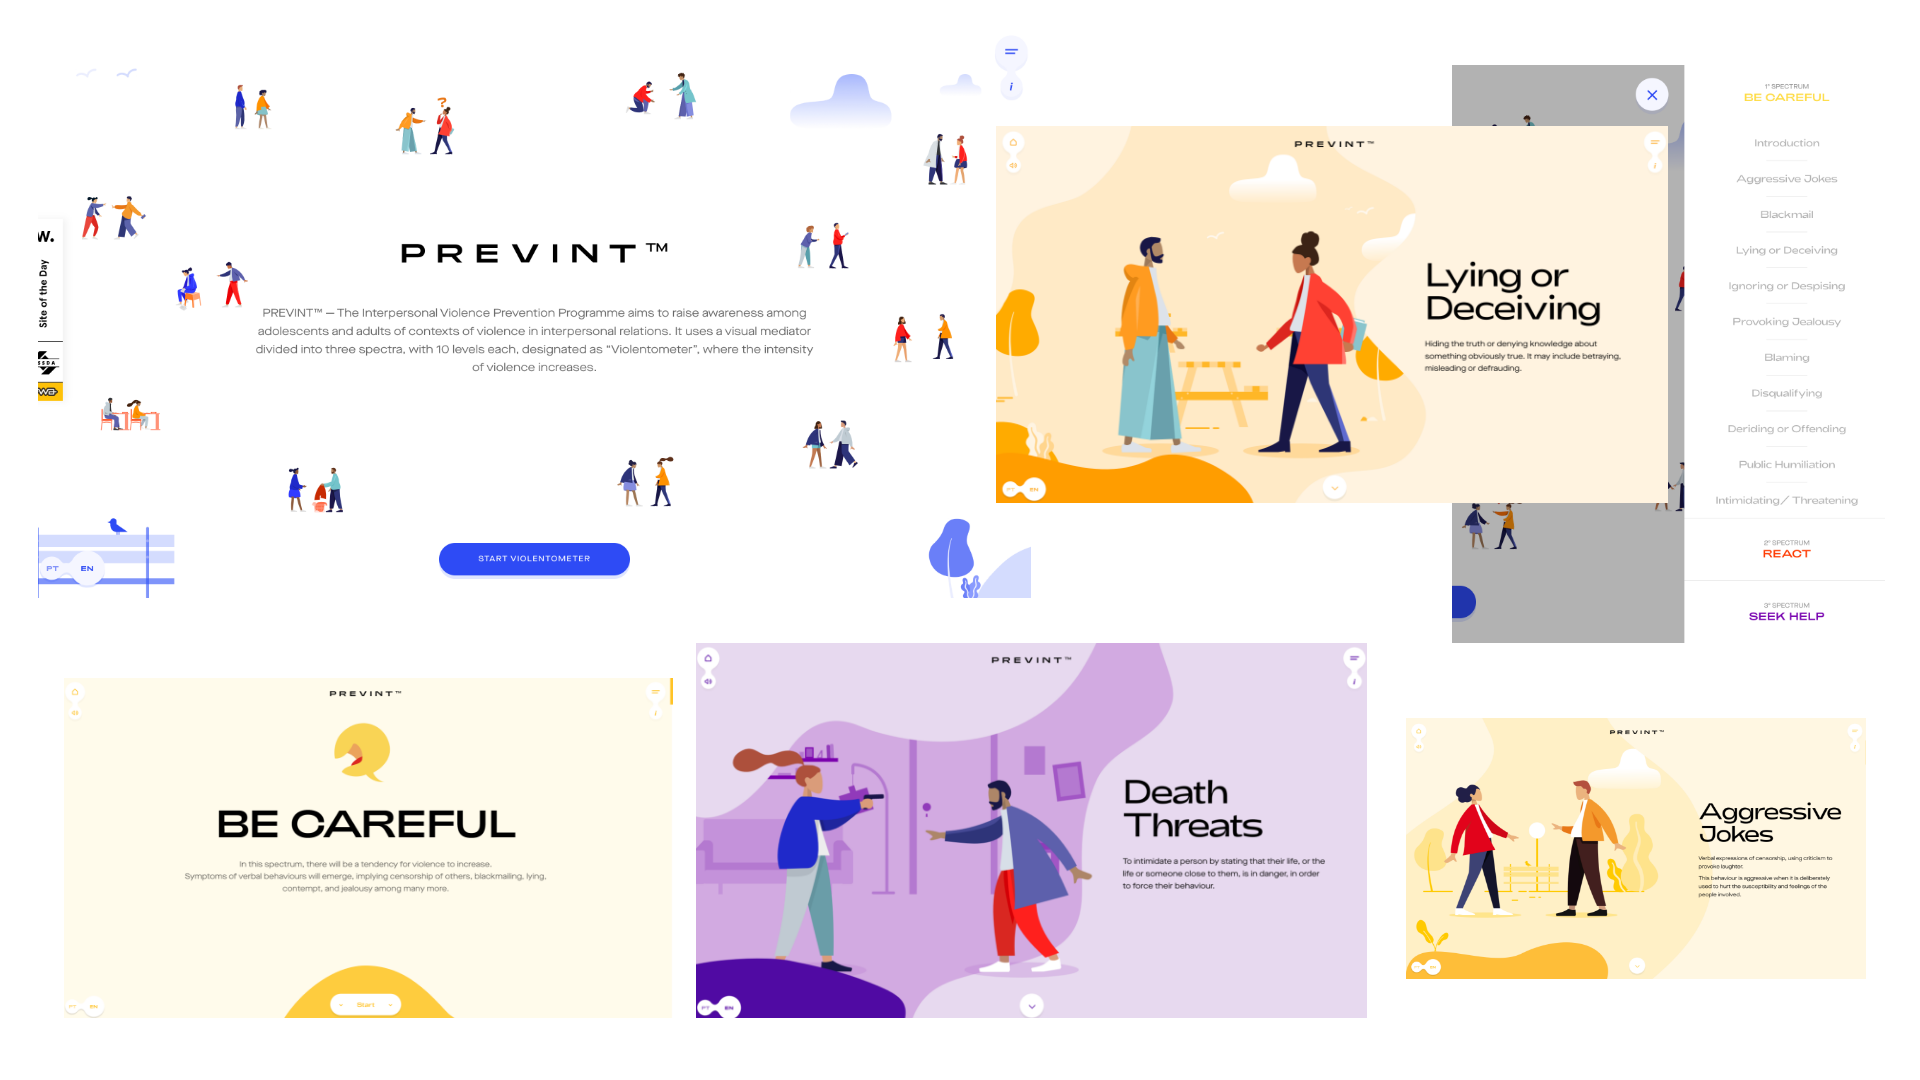 W.
Site of the Day
SSDA
PREVINT™
PREVINT™ — The Interpersonal Violence Prevention Programme aims to raise awareness among
adolescents and adults of contexts of violence in interpersonal relations. It uses a visual mediator
divided into three spectra, with 10 levels each, designated as “Violentometer”, where the intensity
of violence increases.
?
START VIOLENTOMETER
PT EN
i
PREVINT™
i
Lying or
Deceiving
Hiding the truth or denying knowledge about
something obviously true. It may include betraying,
misleading or defrauding.
PT EN
1° SPECTRUM
BE CAREFUL
Introduction
Aggressive Jokes
Blackmail
Lying or Deceiving
Ignoring or Despising
Provoking Jealousy
Blaming
Disqualifying
Deriding or Offending
Public Humiliation
Intimidating/ Threatening
2° SPECTRUM
REACT
3° SPECTRUM
SEEK HELP
PREVINT™
i
BE CAREFUL
In this spectrum, there will be a tendency for violence to increase.
Symptoms of verbal behaviours will emerge, implying censorship of others, blackmailing, lying,
contempt, and jealousy among many more.
Start
PT EN
PREVINT™
i
Death
Threats
To intimidate a person by stating that their life, or the
life or someone close to them, is in danger, in order
to force their behaviour.
PT EN
PREVINT™
i
Aggressive
Jokes
Verbal expressions of censorship, using criticism to
provoke laughter.
This behaviour is aggressive when it is deliberately
used to hurt the susceptibility and feelings of the
people involved.
PT EN